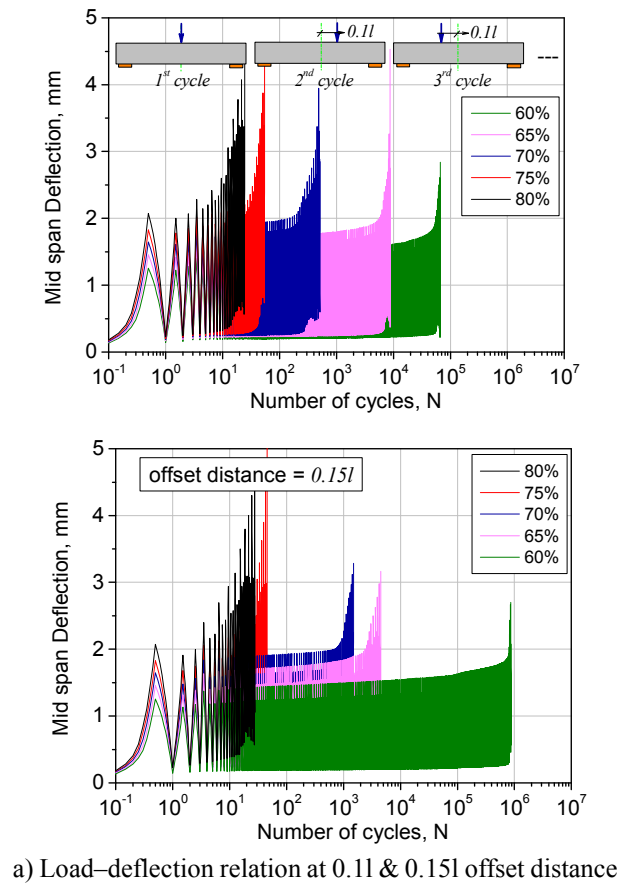 5
4
3
2
1
0
Mid span Deflection, mm
0.1l
0.1l
1st cycle
2nd cycle
3rd cycle
60%
65%
70%
75%
80%
10-1 100 101 102 103 104 105 106 107
Number of cycles, N
5
4
3
2
1
0
Mid span Deflection, mm
offset distance = 0.15l
80%
75%
70%
65%
60%
10-1 100 101 102 103 104 105 106 107
Number of cycles, N
a) Load–deflection relation at 0.1l & 0.15l offset distance